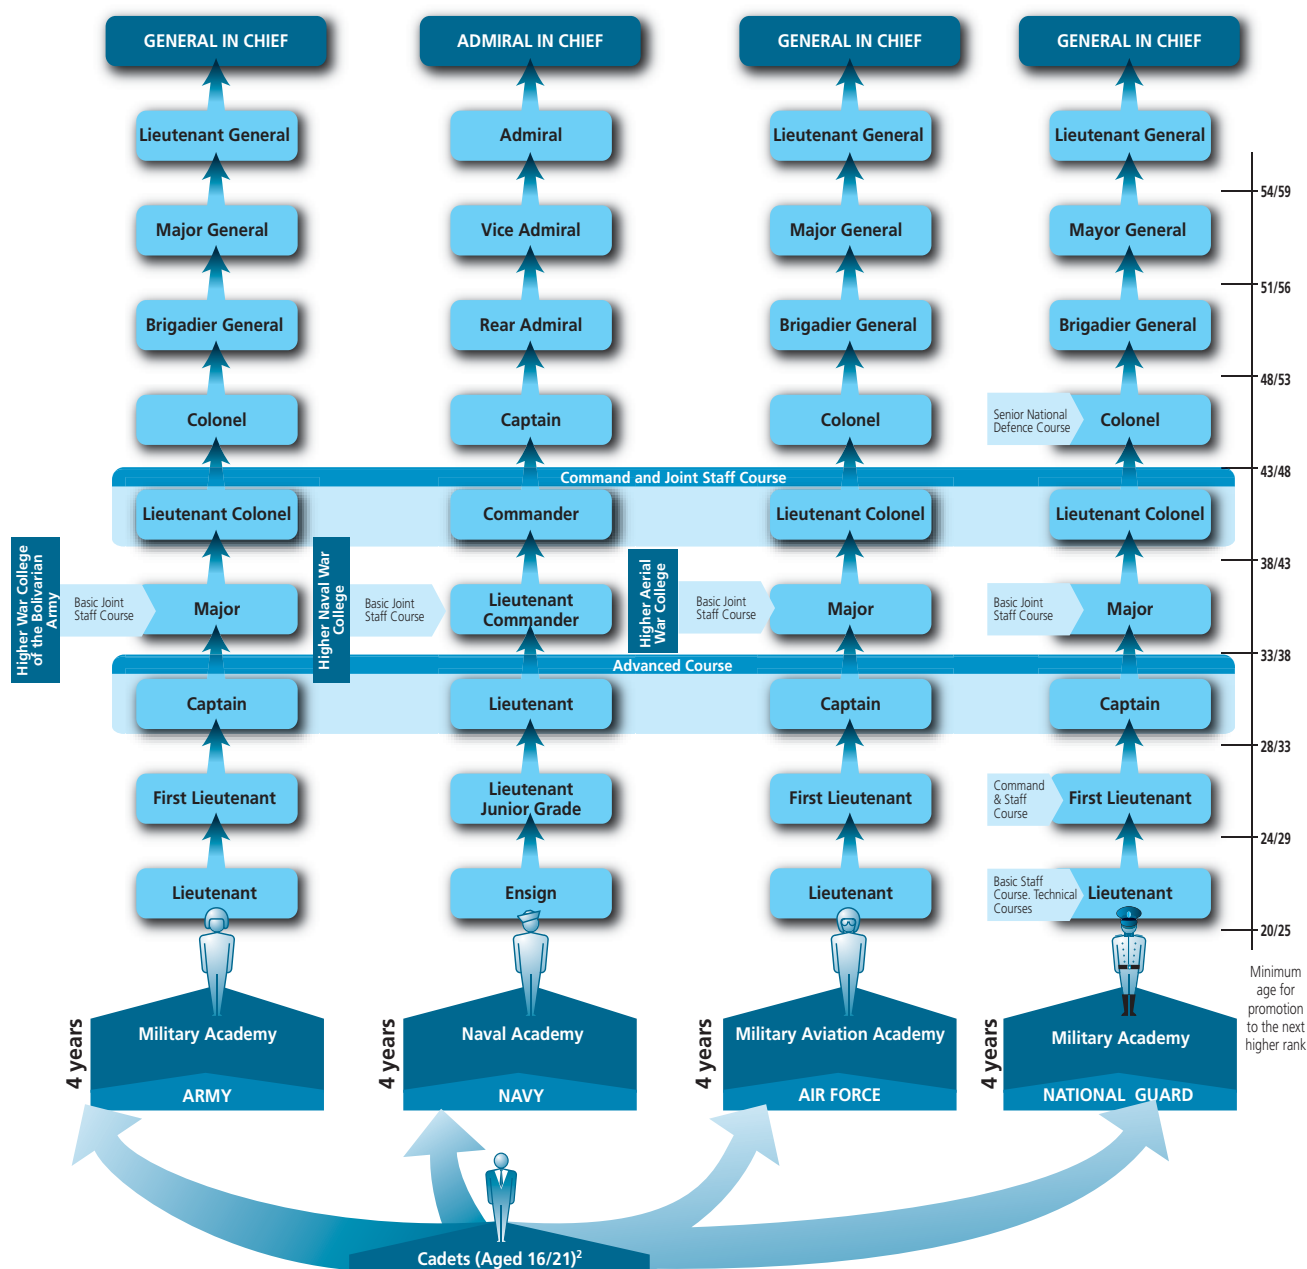 GENERAL IN CHIEF
ADMIRAL IN CHIEF
GENERAL IN CHIEF
GENERAL IN CHIEF
Lieutenant General
Admiral
Lieutenant General
Lieutenant General
54/59
Major General
Vice Admiral
Major General
Mayor General
51/56
Brigadier General
Rear Admiral
Brigadier General
Brigadier General
48/53
Colonel
Captain
Colonel
Senior National
Defence Course
Colonel
43/48
Command and Joint Staff Course
Lieutenant Colonel
Commander
Lieutenant Colonel
Lieutenant Colonel
38/43
Higher War College
of the Bolivarian
Army
Basic Joint
Staff Course
Major
Higher Naval War
College
Basic Joint
Staff Course
Lieutenant
Commander
Higher Aerial
War College
Basic Joint
Staff Course
Major
Basic Joint
Staff Course
Major
33/38
Advanced Course
Captain
Lieutenant
Captain
Captain
28/33
First Lieutenant
Lieutenant
Junior Grade
First Lieutenant
Command
& Staff
Course
First Lieutenant
24/29
Lieutenant
Ensign
Lieutenant
Basic Staff
Course. Technical
Courses
Lieutenant
20/25
Minimum
age for
promotion
to the next
higher rank
4 years
Military Academy
ARMY
4 years
Naval Academy
NAVY
4 years
Military Aviation Academy
AIR FORCE
4 years
Military Academy
NATIONAL GUARD
Cadets (Aged 16/21)²